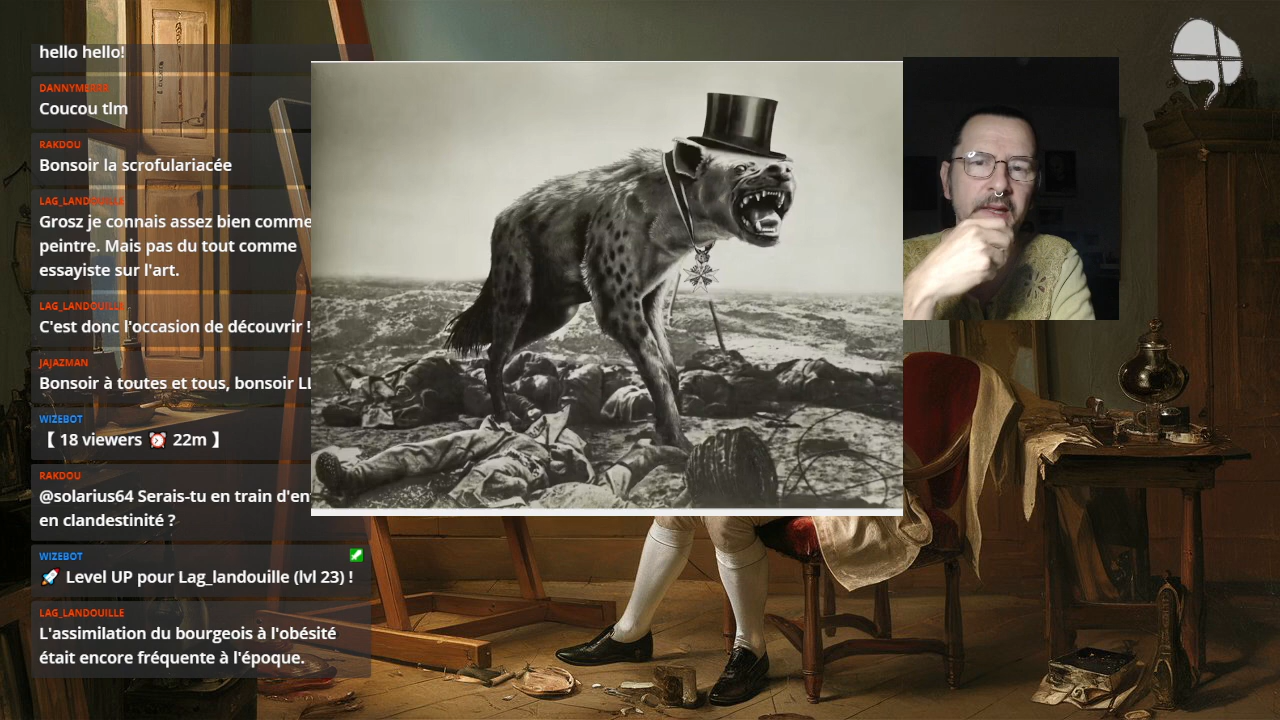 hello hello!
DANNYMERRE
Coucou tlm
RAKDOU
Bonsoir la scrofulariacée
LAG_LANDOUILLE
Grosz je connais assez bien comme
peintre. Mais pas du tout comme
essayiste sur l'art.
LAG_LANDOUILLE
C'est donc l'occasion de découvrir !
JAJAZMAN
Bonsoir à toutes et tous, bonsoir LL
WIZEBOT
【 18 viewers ⏰ 22m 】
RAKDOU
@solarius64 Serais-tu en train d'en
en clandestinité ?
WIZEBOT
🚀 Level UP pour Lag_landouille (lvl 23) !
LAG_LANDOUILLE
L'assimilation du bourgeois à l'obésité
était encore fréquente à l'époque.